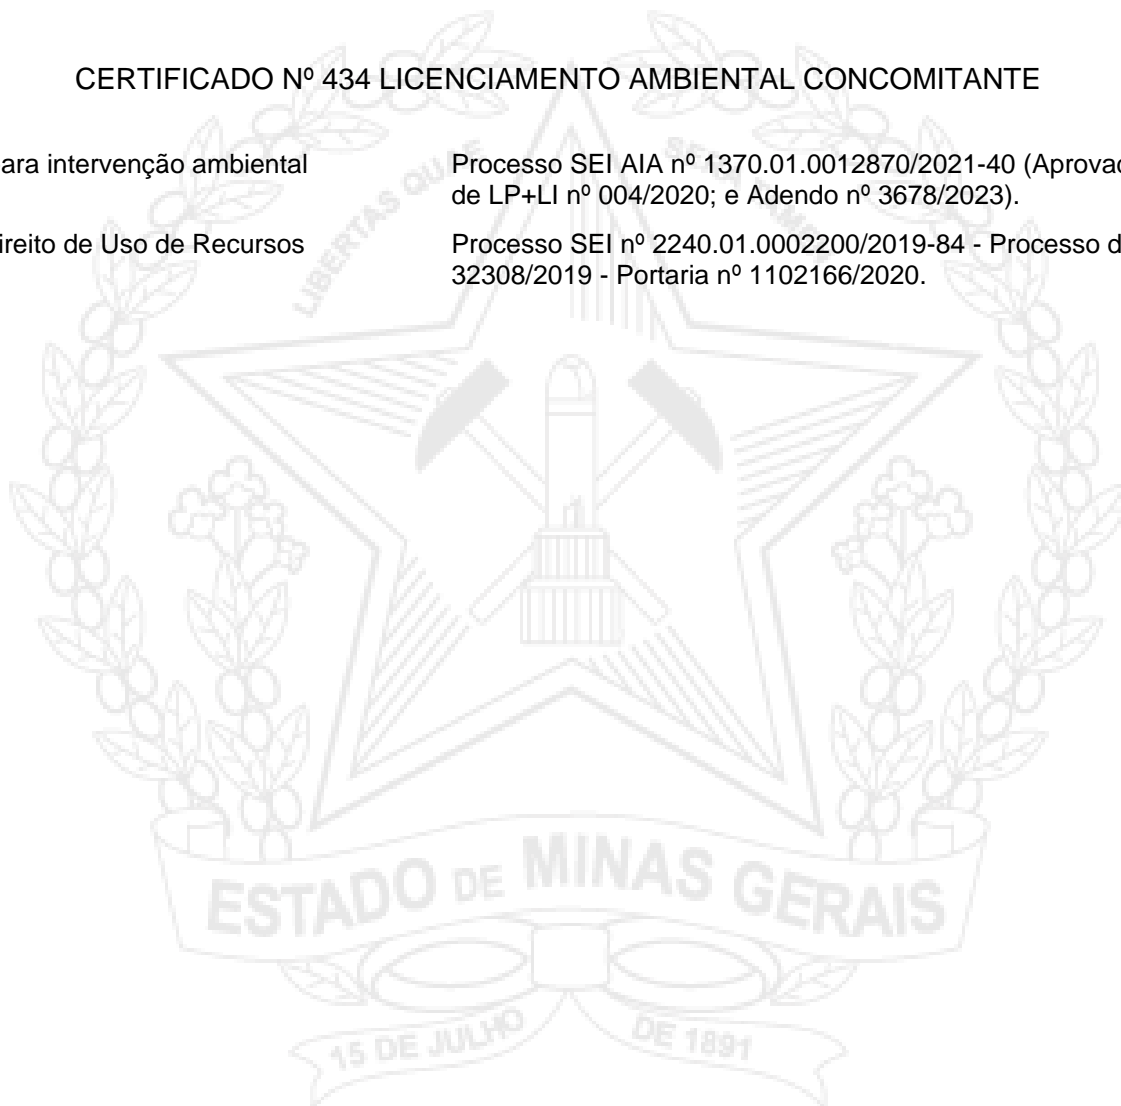 CERTIFICADO Nº 434 LICENCIAMENTO AMBIENTAL CONCOMITANTE
ara intervenção ambiental
Processo SEI AIA nº 1370.01.0012870/2021-40 (Aprovad
de LP+LI nº 004/2020; e Adendo nº 3678/2023).
ireito de Uso de Recursos
Processo SEI nº 2240.01.0002200/2019-84 - Processo d
32308/2019 - Portaria nº 1102166/2020.
LIBERTAS QUAE
SERA TAMEN
ESTADO DE MINAS GERAIS
15 DE JULHO DE 1891